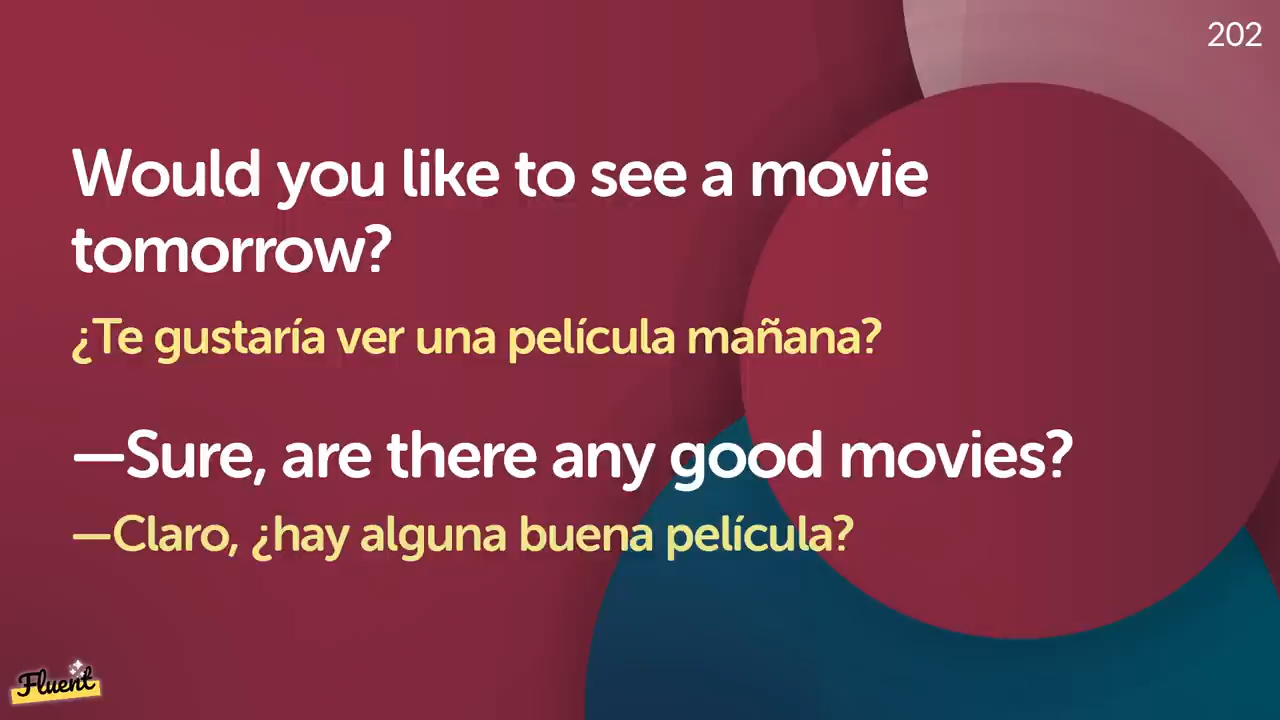 202
Would you like to see a movie
tomorrow?
¿Te gustaría ver una película mañana?
—Sure, are there any good movies?
—Claro, ¿hay alguna buena película?
Fluent